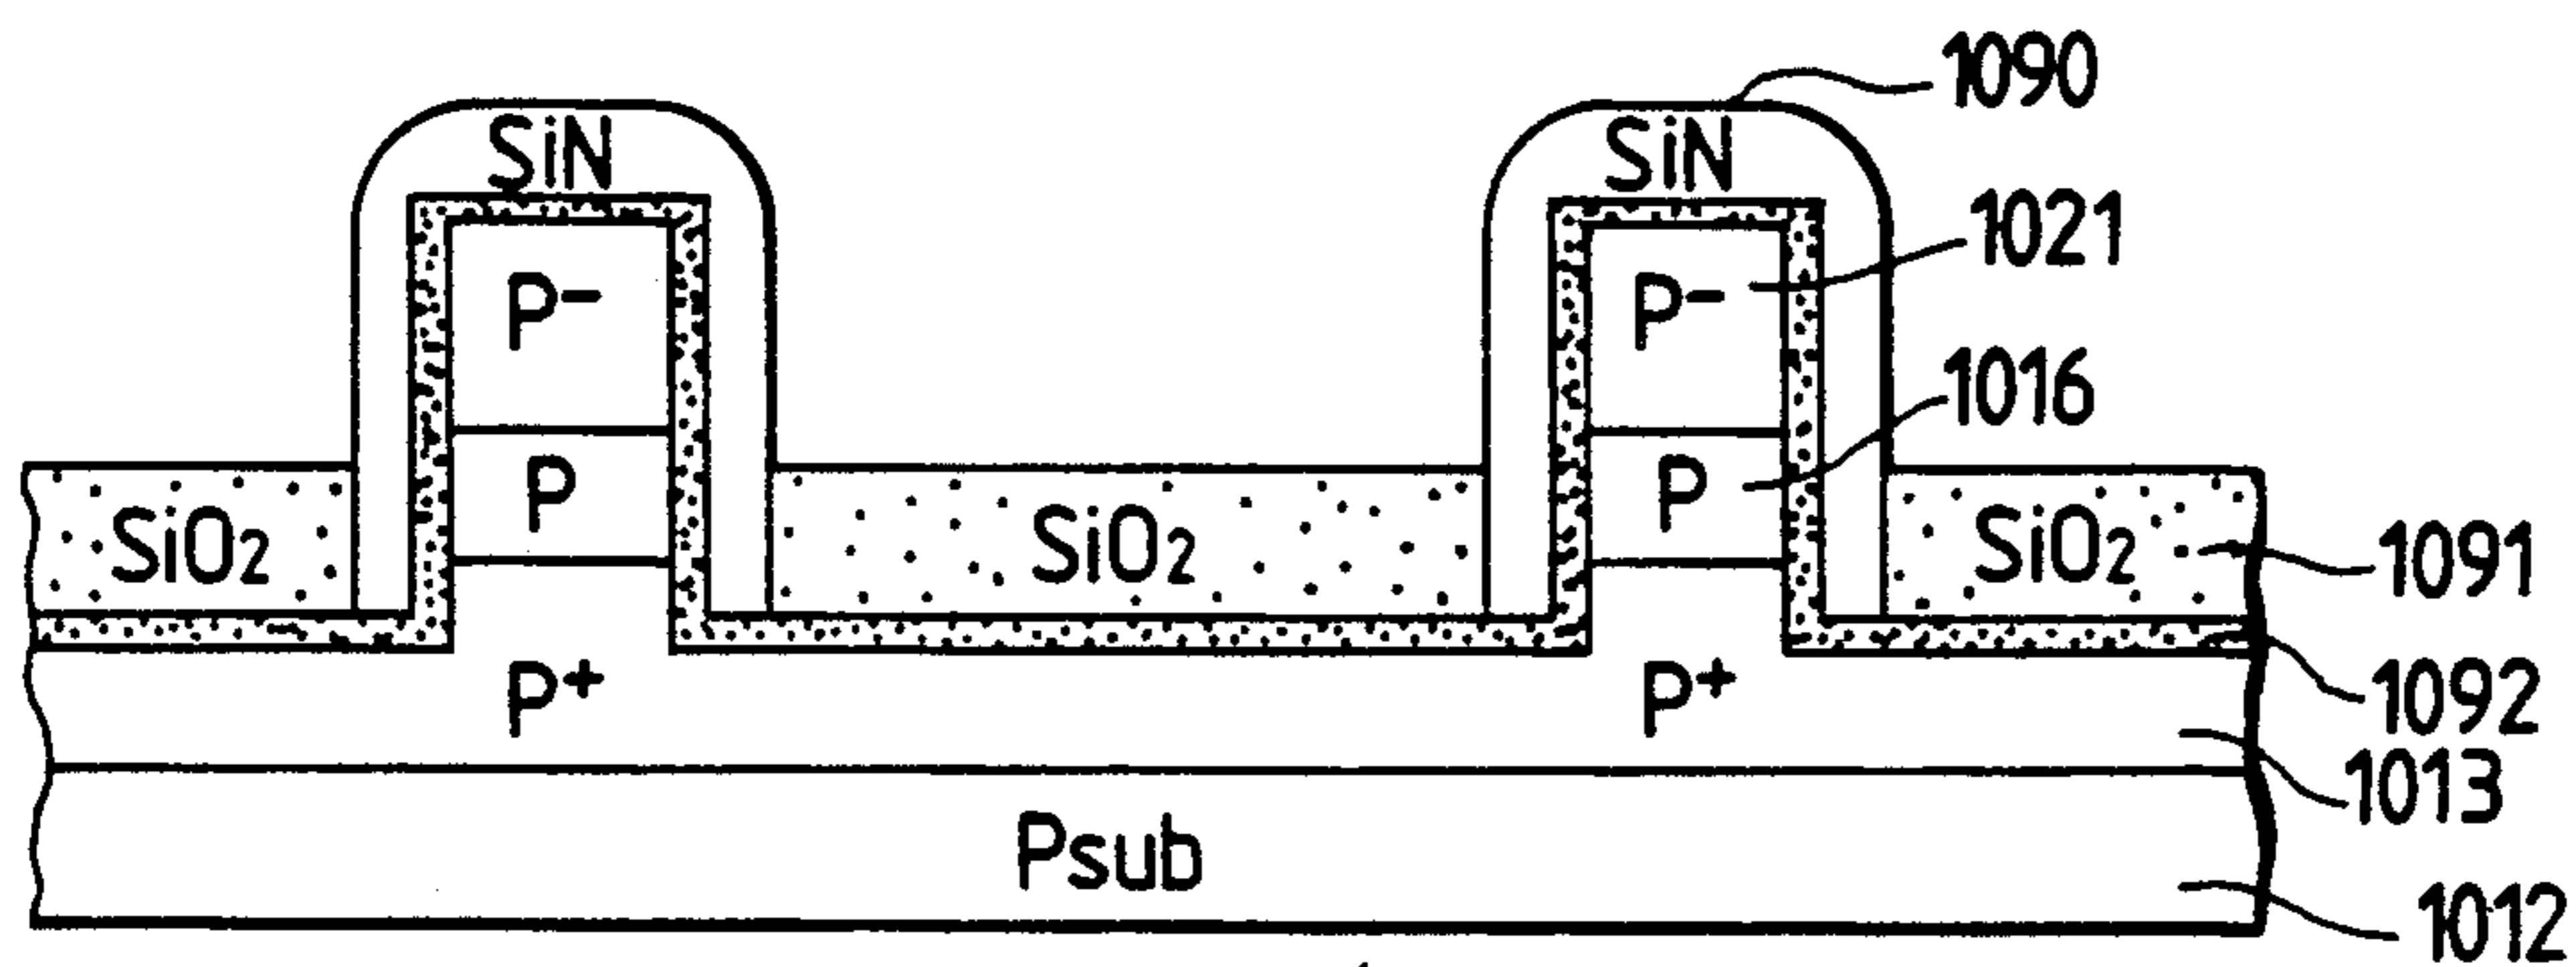 1090
SiN SiN
1021
P⁻ P⁻
1016
P P
SiO₂ SiO₂ SiO₂
1091
P⁺ P⁺
1092
1013
Psub
1012